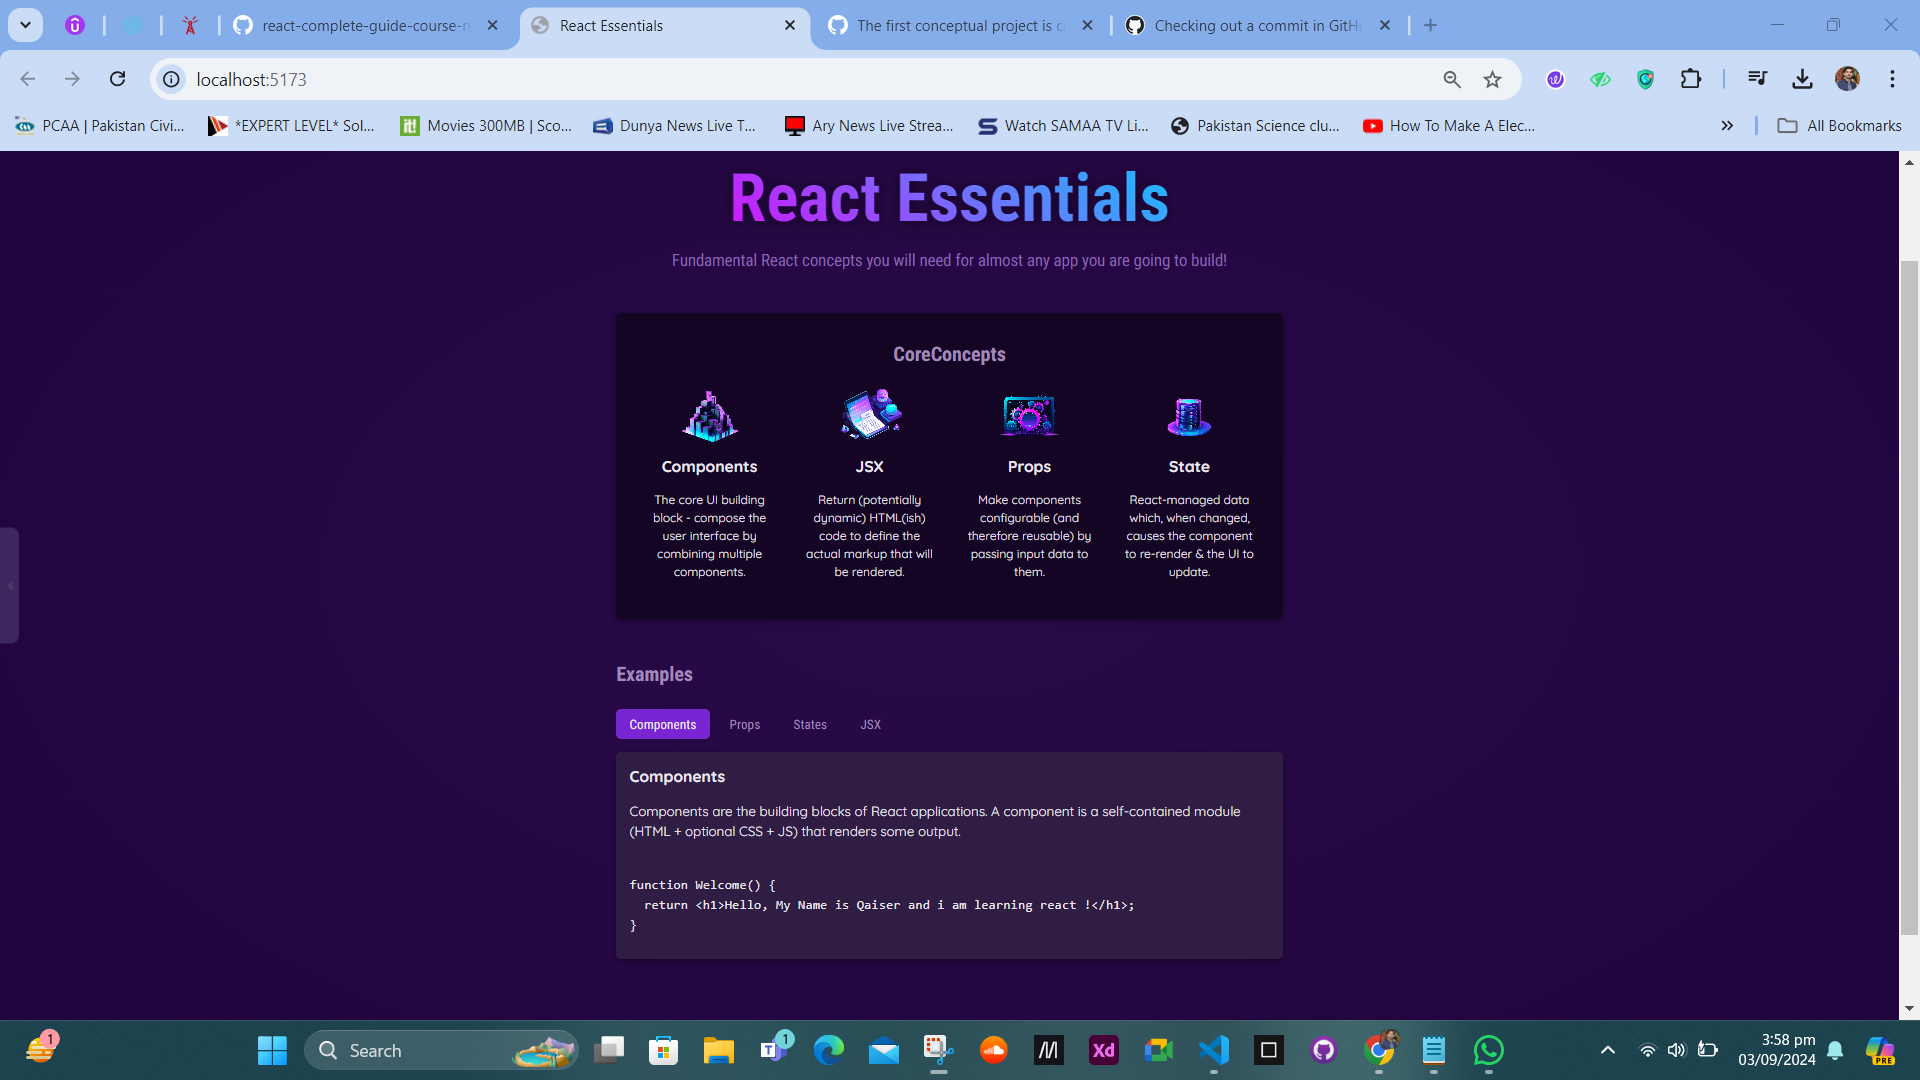 react-complete-guide-course-re
React Essentials
The first conceptual project is c
Checking out a commit in GitHu
localhost:5173
PCAA | Pakistan Civi...
*EXPERT LEVEL* Sol...
it!
Movies 300MB | Sco...
Dunya News Live T...
Ary News Live Strea...
Watch SAMAA TV Li...
Pakistan Science clu...
How To Make A Elec...
All Bookmarks
React Essentials
Fundamental React concepts you will need for almost any app you are going to build!
CoreConcepts
Components
The core UI building
block - compose the
user interface by
combining multiple
components.
JSX
Return (potentially
dynamic) HTML(ish)
code to define the
actual markup that will
be rendered.
Props
Make components
configurable (and
therefore reusable) by
passing input data to
them.
State
React-managed data
which, when changed,
causes the component
to re-render & the UI to
update.
Examples
Components Props States JSX
Components
Components are the building blocks of React applications. A component is a self-contained module
(HTML + optional CSS + JS) that renders some output.
function Welcome() {
return <h1>Hello, My Name is Qaiser and i am learning react !</h1>;
}
1
Search
1
Xd
3:58 pm
03/09/2024
PRE